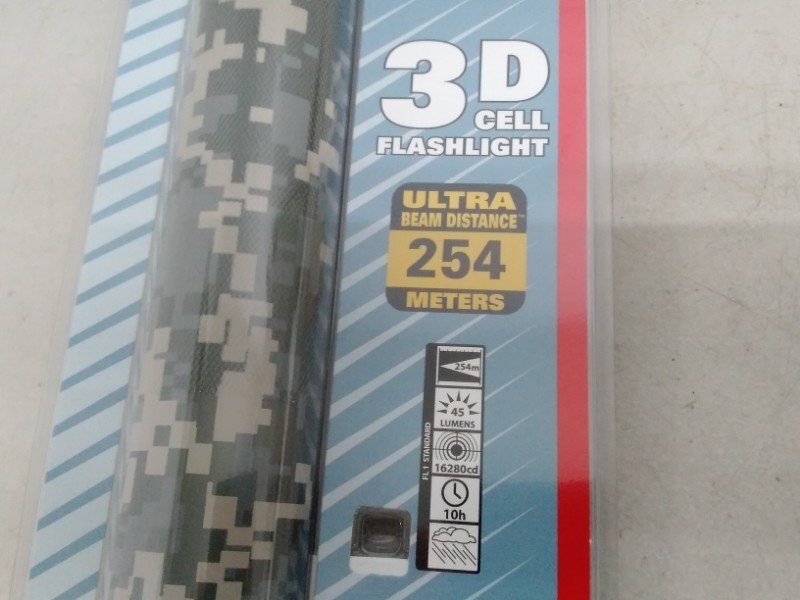 3D
CELL
FLASHLIGHT
ULTRA
BEAM DISTANCE™
254
METERS
FL 1 STANDARD
254m
45
LUMENS
16280cd
10h